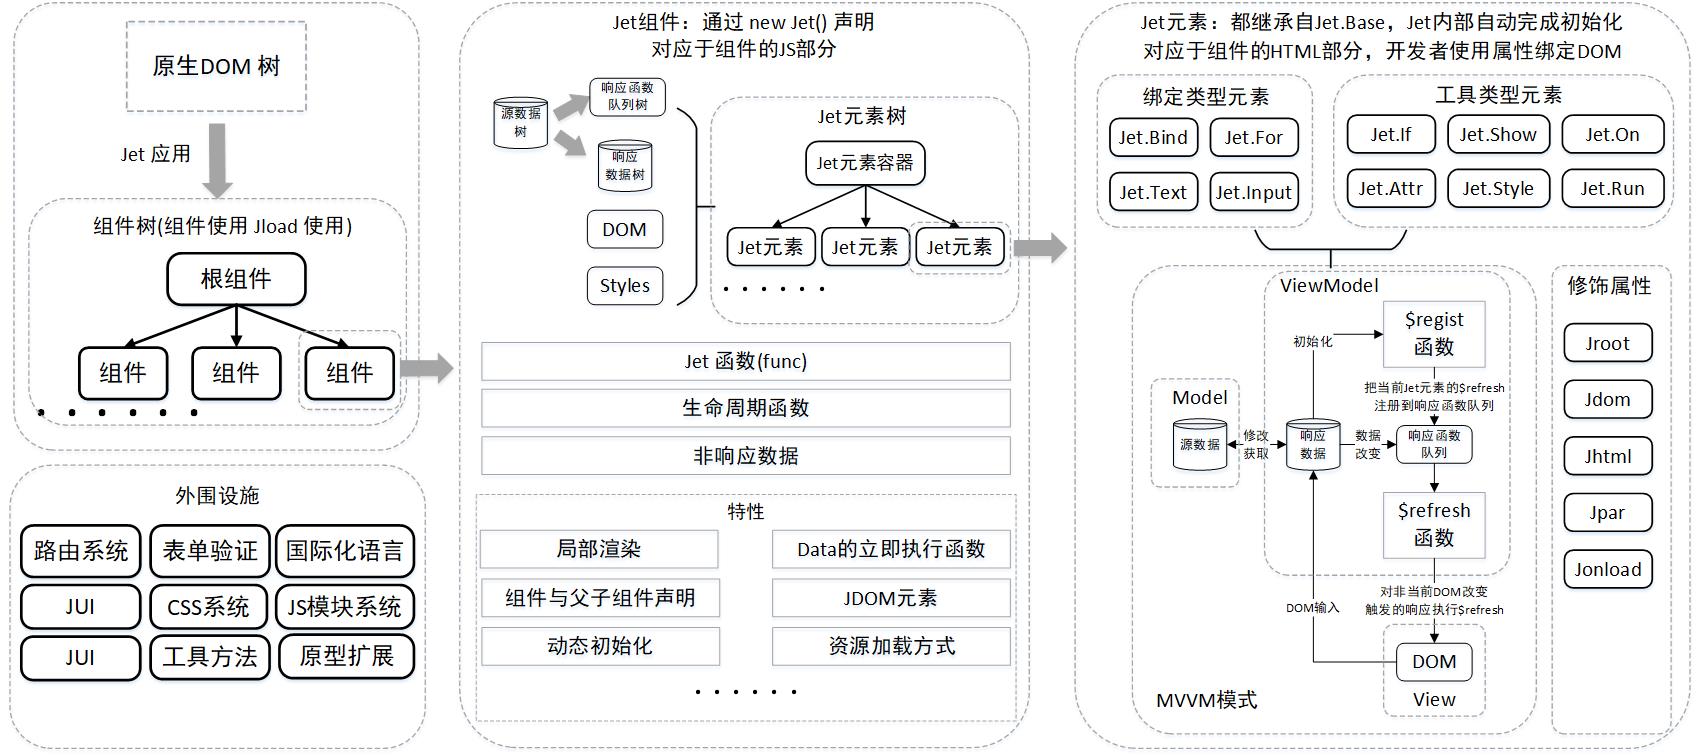 原生DOM 树
Jet 应用
组件树(组件使用 Jload 使用)
根组件
组件
组件
组件
外围设施
路由系统
表单验证
国际化语言
JUI
CSS系统
JS模块系统
JUI
工具方法
原型扩展
Jet组件：通过 new Jet() 声明
对应于组件的JS部分
源数据
树
响应函数
队列树
响应
数据树
DOM
Styles
Jet元素树
Jet元素容器
Jet元素
Jet元素
Jet元素
Jet 函数(func)
生命周期函数
非响应数据
特性
局部渲染
Data的立即执行函数
组件与父子组件声明
JDOM元素
动态初始化
资源加载方式
Jet元素：都继承自Jet.Base，Jet内部自动完成初始化
对应于组件的HTML部分，开发者使用属性绑定DOM
绑定类型元素
Jet.Bind
Jet.For
Jet.Text
Jet.Input
工具类型元素
Jet.If
Jet.Show
Jet.On
Jet.Attr
Jet.Style
Jet.Run
ViewModel
$regist
函数
初始化
把当前Jet元素的$refresh
注册到响应函数队列
Model
源数据
修改
获取
响应
数据
数据
改变
响应函数
队列
$refresh
函数
对非当前DOM改变
触发的响应执行$refresh
DOM输入
DOM
View
MVVM模式
修饰属性
Jroot
Jdom
Jhtml
Jpar
Jonload